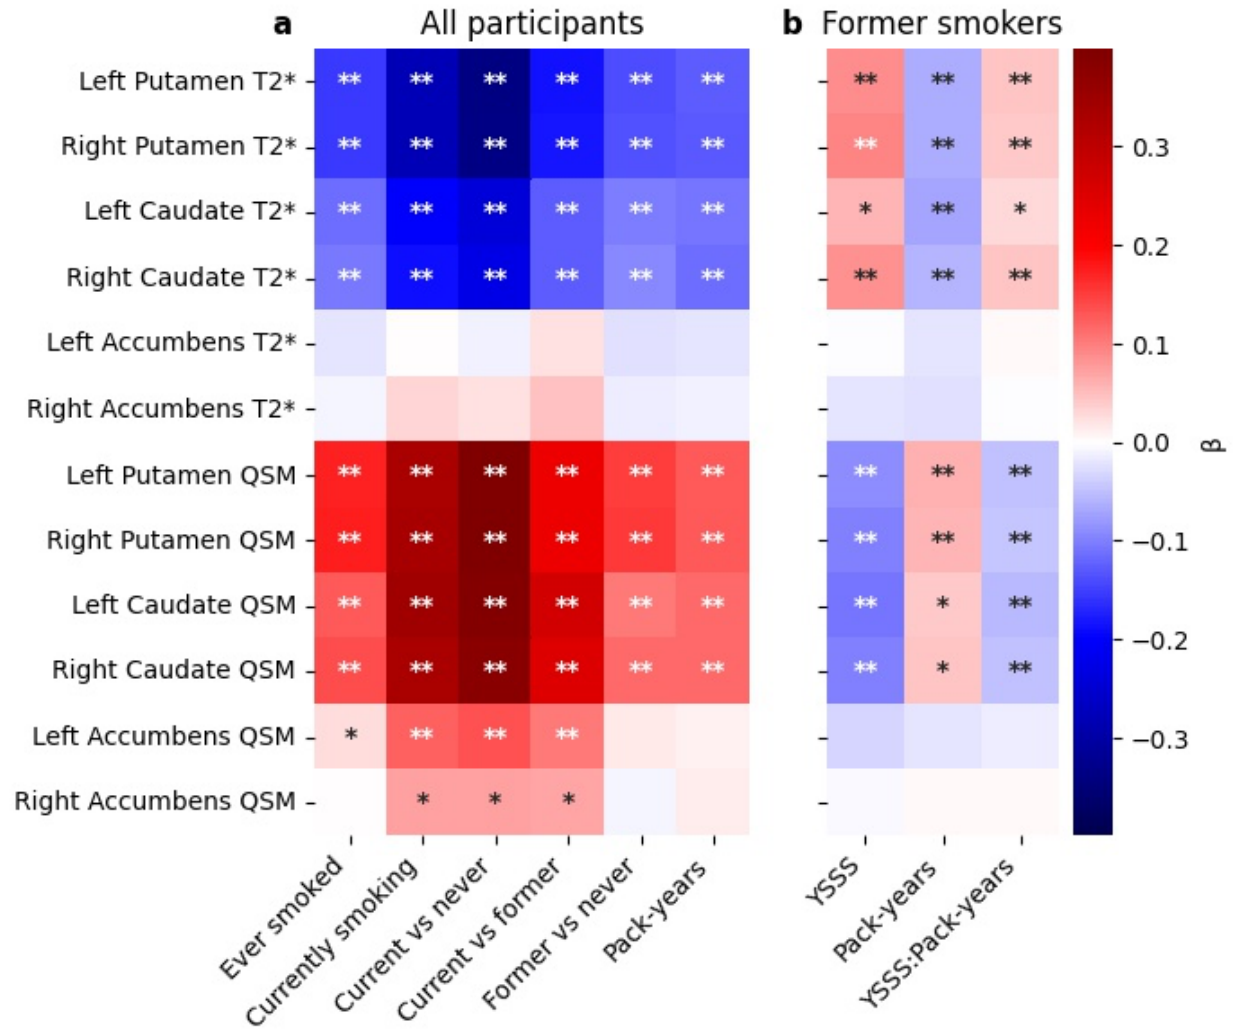 a All participants b Former smokers
Left Putamen T2* ** ** ** ** ** ** ** ** **
Right Putamen T2* ** ** ** ** ** ** ** ** **
Left Caudate T2* ** ** ** ** ** ** * ** *
Right Caudate T2* ** ** ** ** ** ** ** ** **
Left Accumbens T2*
Right Accumbens T2*
Left Putamen QSM ** ** ** ** ** ** ** ** **
Right Putamen QSM ** ** ** ** ** ** ** ** **
Left Caudate QSM ** ** ** ** ** ** ** * **
Right Caudate QSM ** ** ** ** ** ** ** * **
Left Accumbens QSM * ** ** **
Right Accumbens QSM * * *
Ever smoked
Currently smoking
Current vs never
Current vs former
Former vs never
Pack-years
YSSS
Pack-years
YSSS:Pack-years
0.3
0.2
0.1
0.0
−0.1
−0.2
−0.3
β